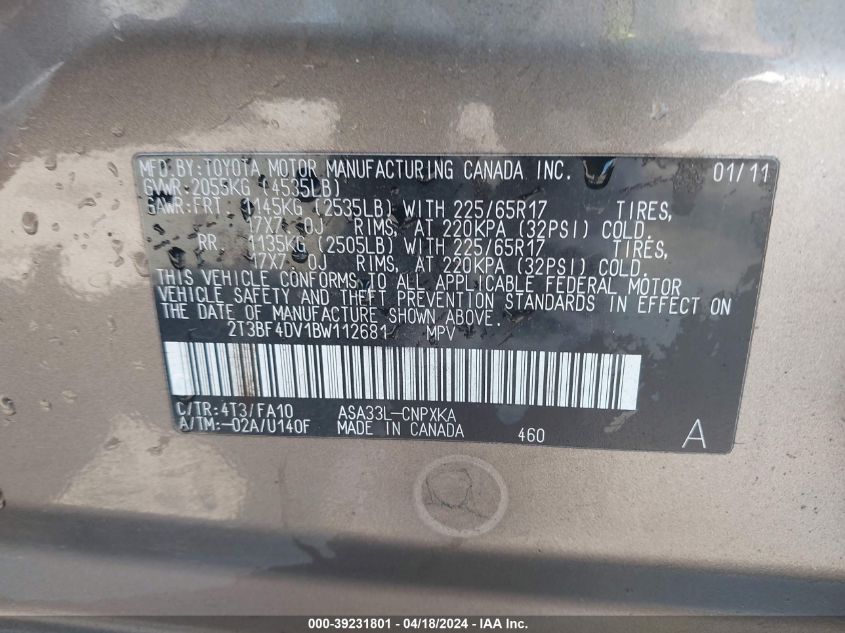 MFD.BY:TOYOTA MOTOR MANUFACTURING CANADA INC. 01/11
GVWR:2055KG (4535LB)
GAWR:FRT. 1145KG (2535LB) WITH 225/65R17 TIRES,
17X7.0J RIMS, AT 220KPA (32PSI) COLD.
RR. 1135KG (2505LB) WITH 225/65R17 TIRES,
17X7.0J RIMS, AT 220KPA (32PSI) COLD.
THIS VEHICLE CONFORMS TO ALL APPLICABLE FEDERAL MOTOR
VEHICLE SAFETY AND THEFT PREVENTION STANDARDS IN EFFECT ON
THE DATE OF MANUFACTURE SHOWN ABOVE.
2T3BF4DV1BW112681 MPV
C/TR:4T3/FA10 ASA33L-CNPXKA
A/TM:-02A/U140F MADE IN CANADA 460 A
000-39231801 - 04/18/2024 - IAA Inc.